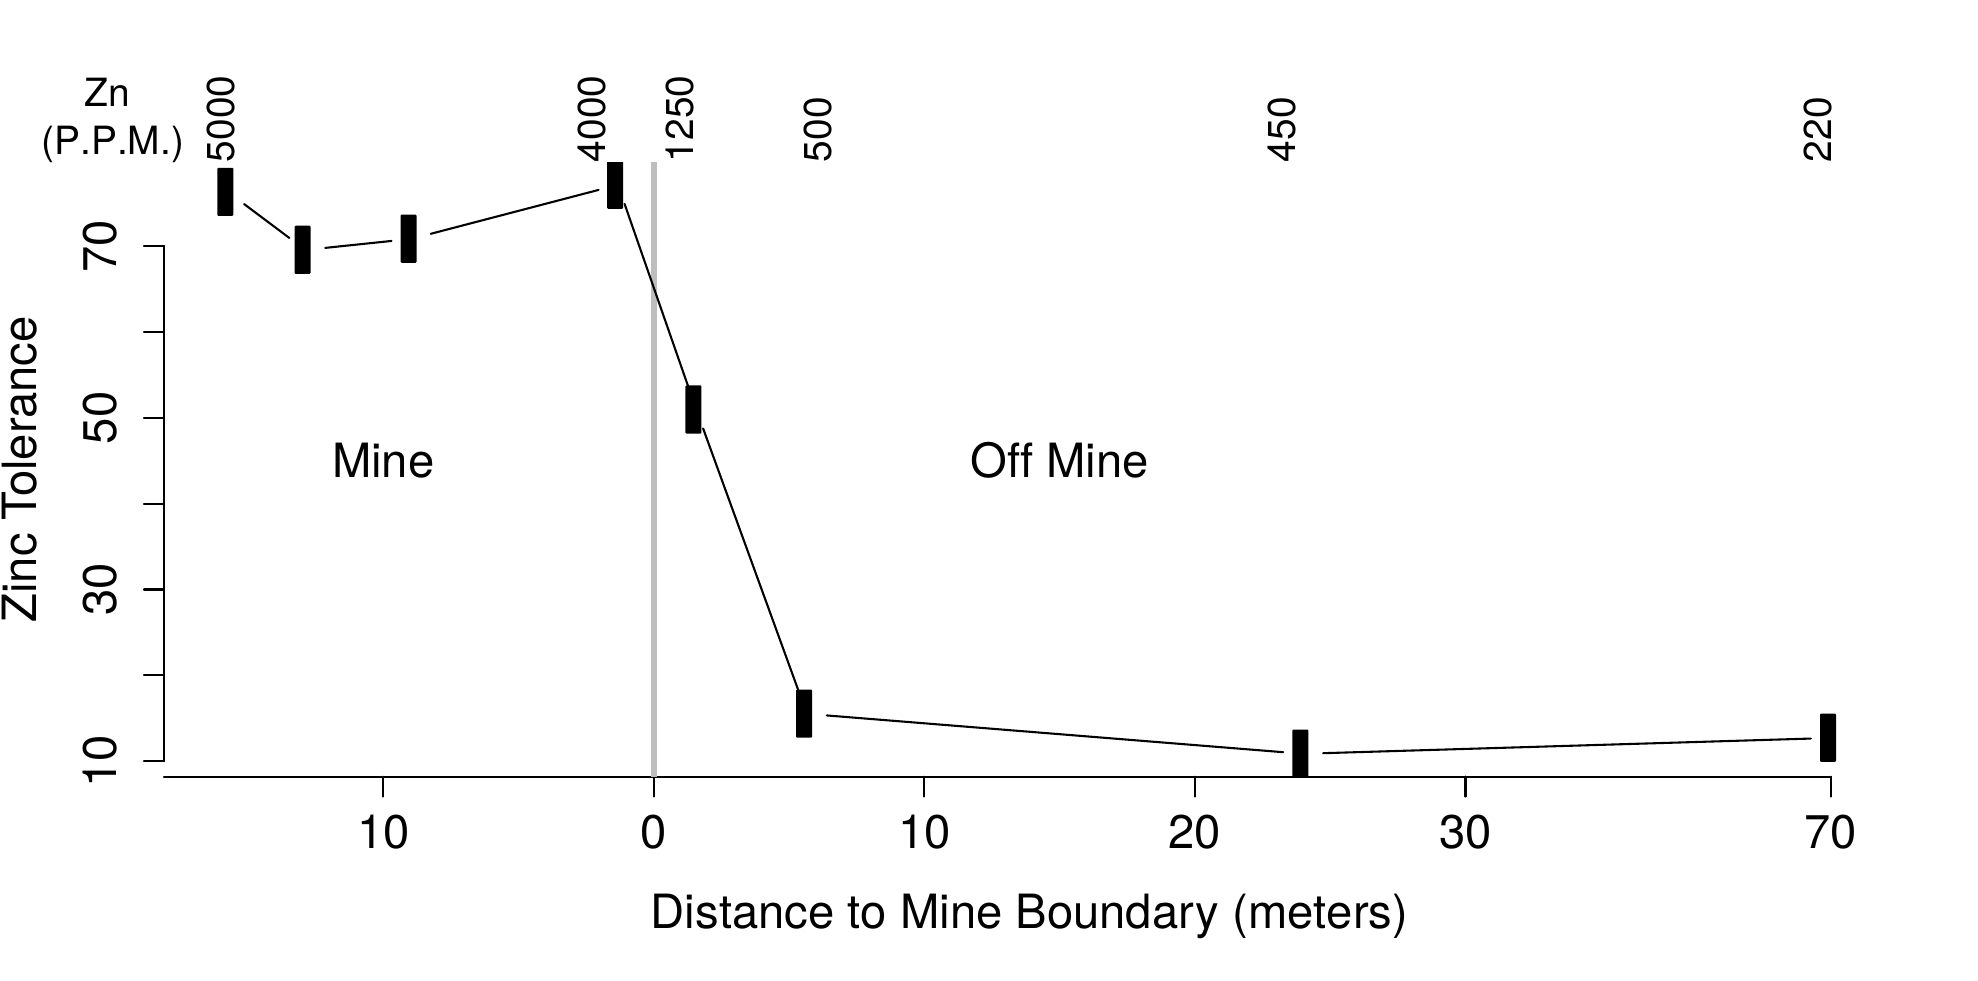 Zn
(P.P.M.)
5000
4000
1250
500
450
220
Zinc Tolerance
70
50
30
10
Mine
Off Mine
10
0
10
20
30
70
Distance to Mine Boundary (meters)